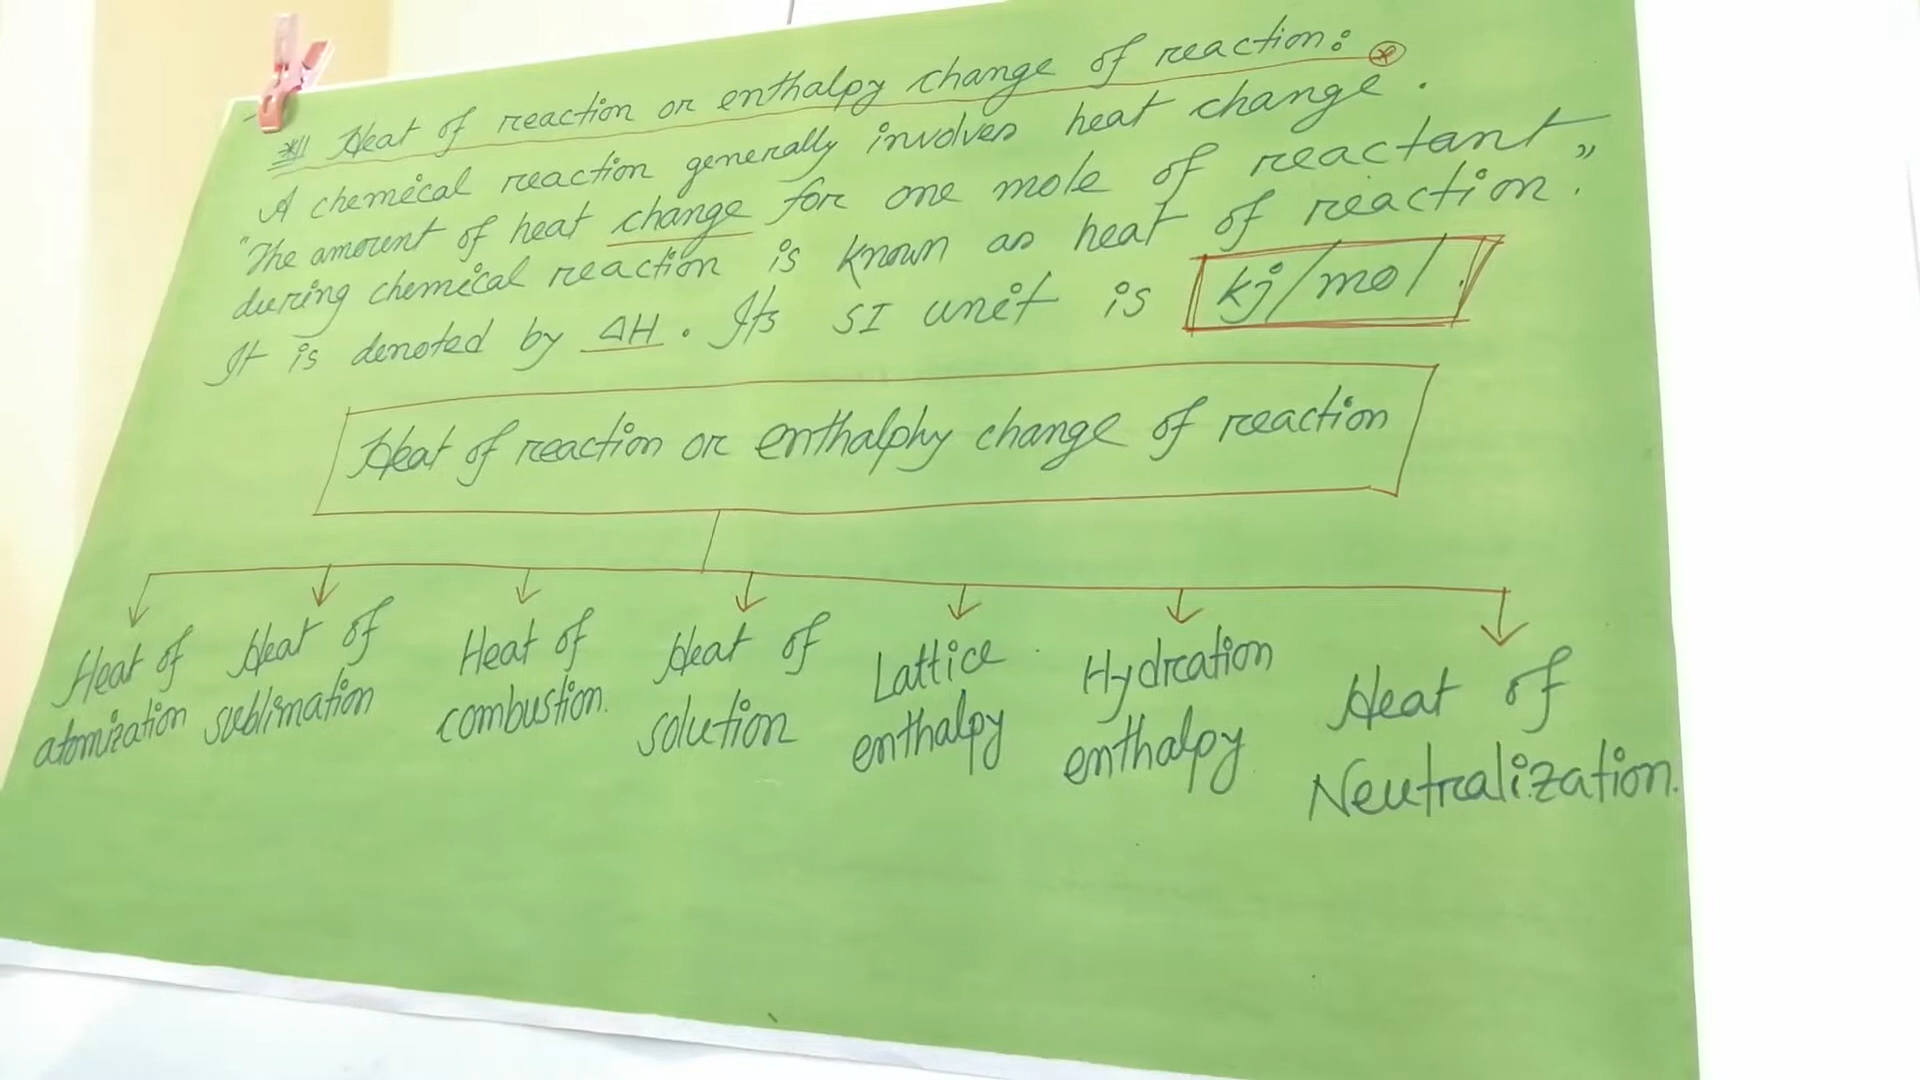 Heat of reaction or enthalpy change of reaction:
A chemical reaction generally involves heat change.
"The amount of heat change for one mole of reactant
during chemical reaction is known as heat of reaction."
It is denoted by ΔH. Its SI unit is kj/mol.
Heat of reaction or enthalphy change of reaction
Heat of
atomization
Heat of
sublimation
Heat of
combustion.
Heat of
solution
Lattice
enthalpy
Hydration
enthalpy
Heat of
Neutralization.